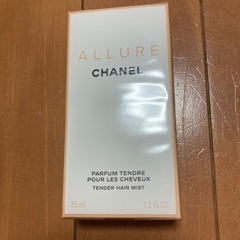 ALLURE
CHANEL
PARFUM TENDRE
POUR LES CHEVEUX
TENDER HAIR MIST
35 ml 1.2 FL. OZ.